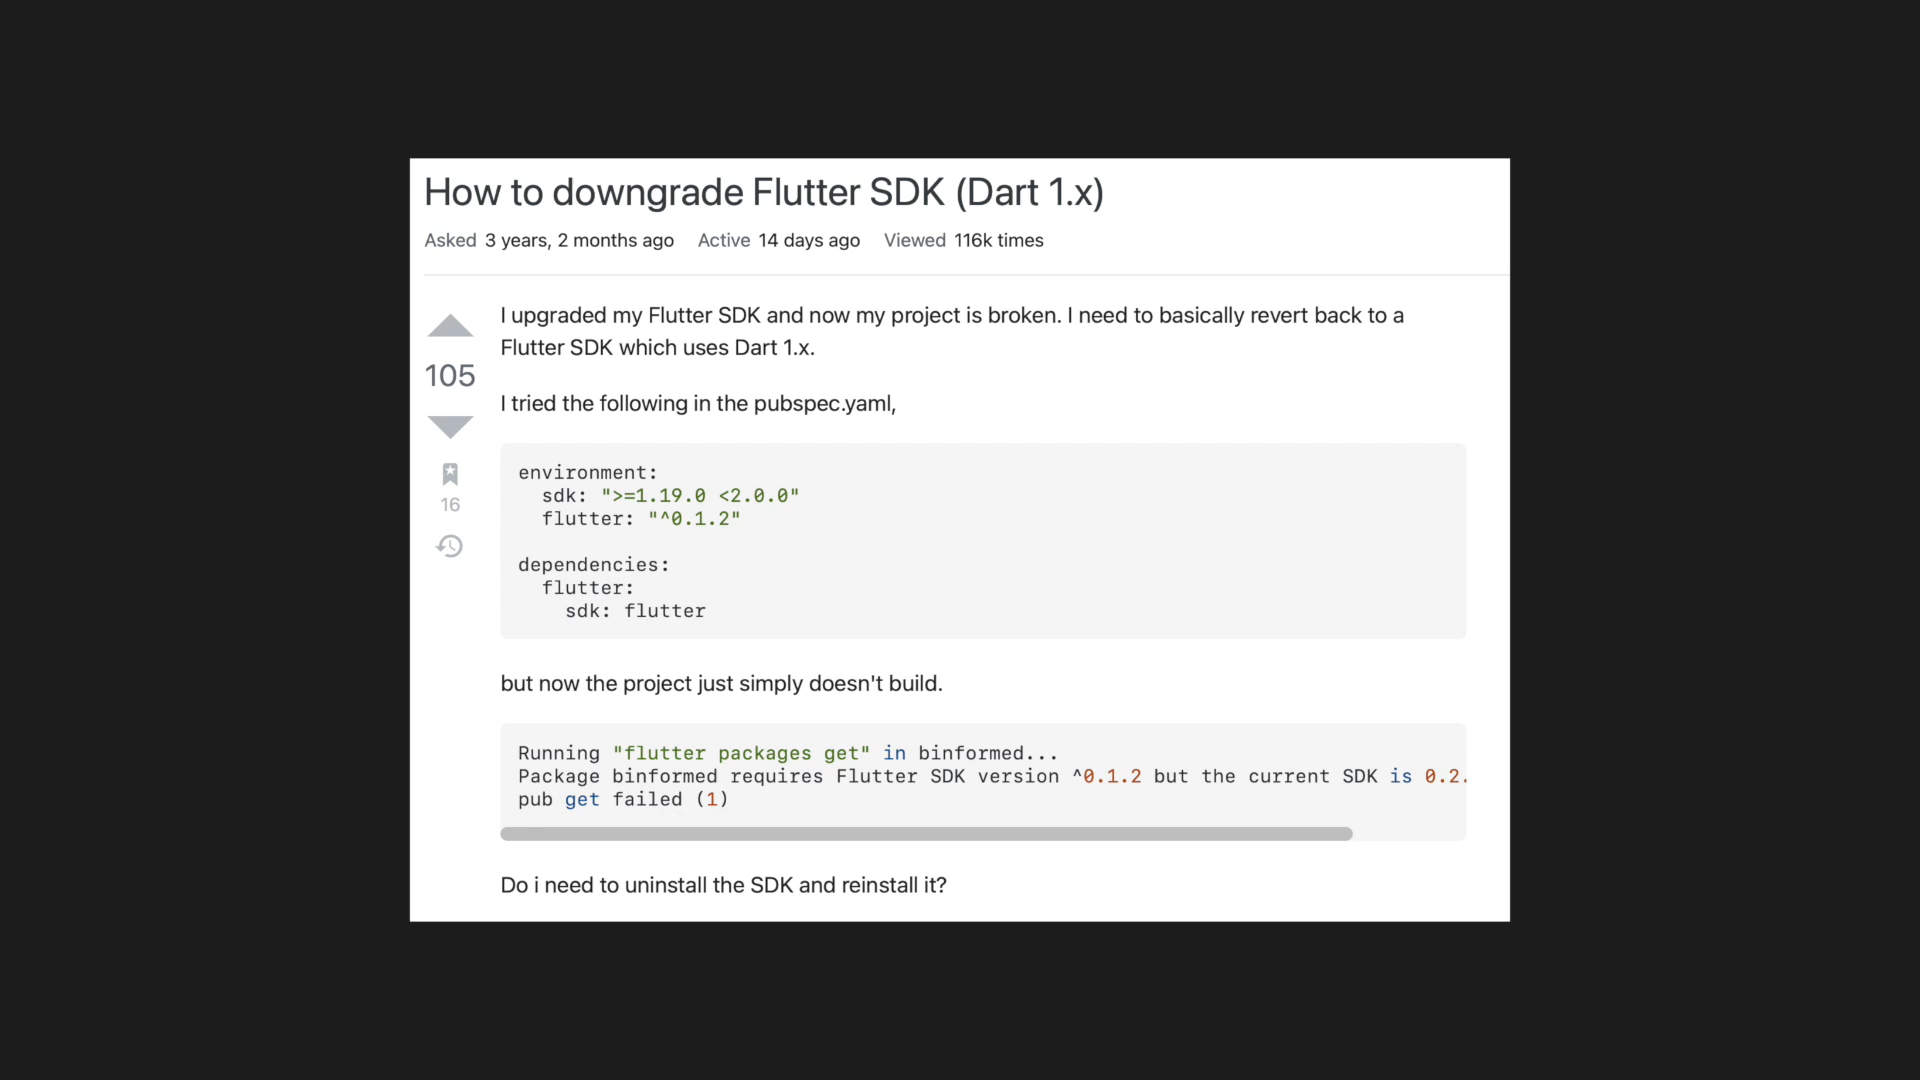 How to downgrade Flutter SDK (Dart 1.x)
Asked 3 years, 2 months ago Active 14 days ago Viewed 116k times
I upgraded my Flutter SDK and now my project is broken. I need to basically revert back to a
Flutter SDK which uses Dart 1.x.
105
I tried the following in the pubspec.yaml,
environment:
  sdk: ">=1.19.0 <2.0.0"
  flutter: "^0.1.2"
16
dependencies:
  flutter:
    sdk: flutter
but now the project just simply doesn't build.
Running "flutter packages get" in binformed...
Package binformed requires Flutter SDK version ^0.1.2 but the current SDK is 0.2.
pub get failed (1)
Do i need to uninstall the SDK and reinstall it?